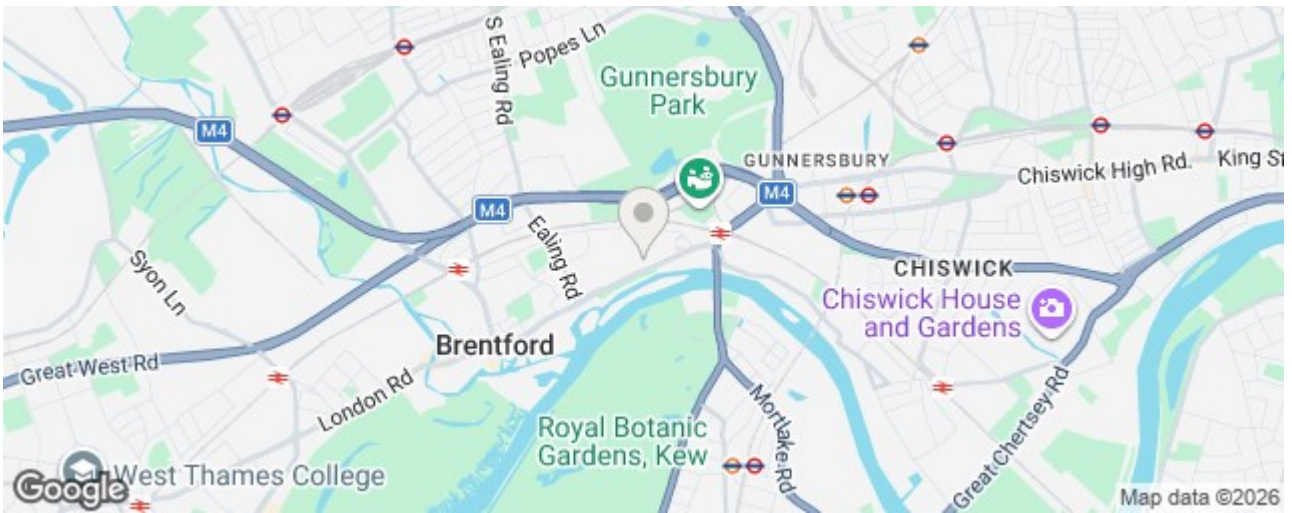 S Ealing Rd
Popes Ln
Gunnersbury
Park
M4
GUNNERSBURY
Chiswick High Rd.
King St
M4
M4
Ealing Rd
Syon Ln
CHISWICK
Chiswick House
and Gardens
Brentford
Great West Rd
London Rd
Mortlake Rd
Great Chertsey Rd
Royal Botanic
Gardens, Kew
West Thames College
Google
Map data ©2026